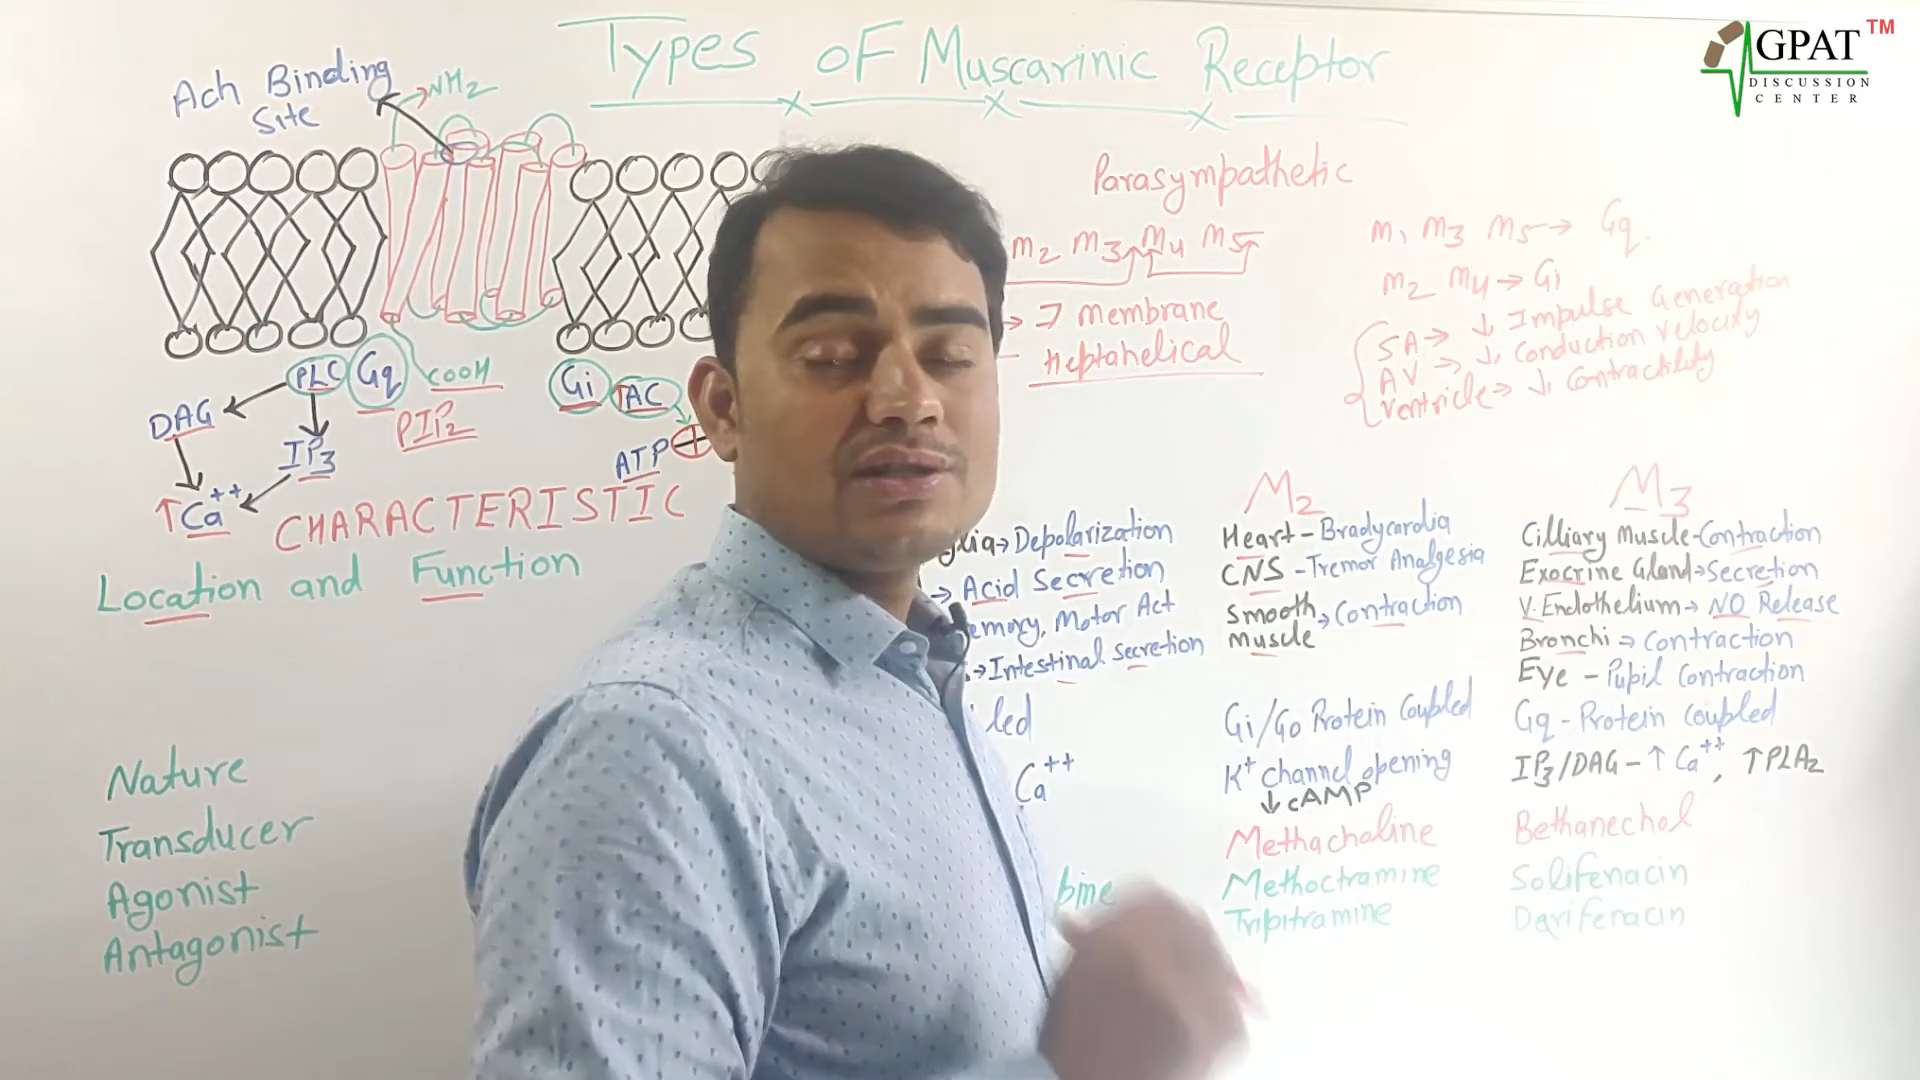 Types of Muscarinic Receptor
GPAT TM
DISCUSSION
CENTER
Ach Binding
Site
NH2
Parasympathetic
M2 M3 M4 M5
M1 M3 M5→ Gq
M2 M4→Gi
→ 7 Membrane
Heptahelical
SA→ ↓ Impulse Generation
AV → ↓ Conduction Velocity
Ventricle→ ↓ Contractility
PLC Gq COOH
Gi ↑AC
DAG
PIP2
IP3
ATP
↑Ca++
CHARACTERISTIC
Location and Function
Nature
Transducer
Agonist
Antagonist
glia→Depolarization
→ Acid Secretion
emory, Motor Act
→Intestinal Secretion
led
Ca++
bine
M2
Heart-Bradycardia
CNS-Tremor Analgesia
Smooth Muscle→Contraction
Gi/Go Protein Coupled
K+ channel opening
↓cAMP
Methacholine
Methoctramine
Tripitramine
M3
Cilliary Muscle-Contraction
Exocrine Gland→Secretion
V. Endothelium→ NO Release
Bronchi → Contraction
Eye - Pupil Contraction
Gq-Protein Coupled
IP3/DAG-↑Ca++, ↑PLA2
Bethanechol
Solifenacin
Darifenacin